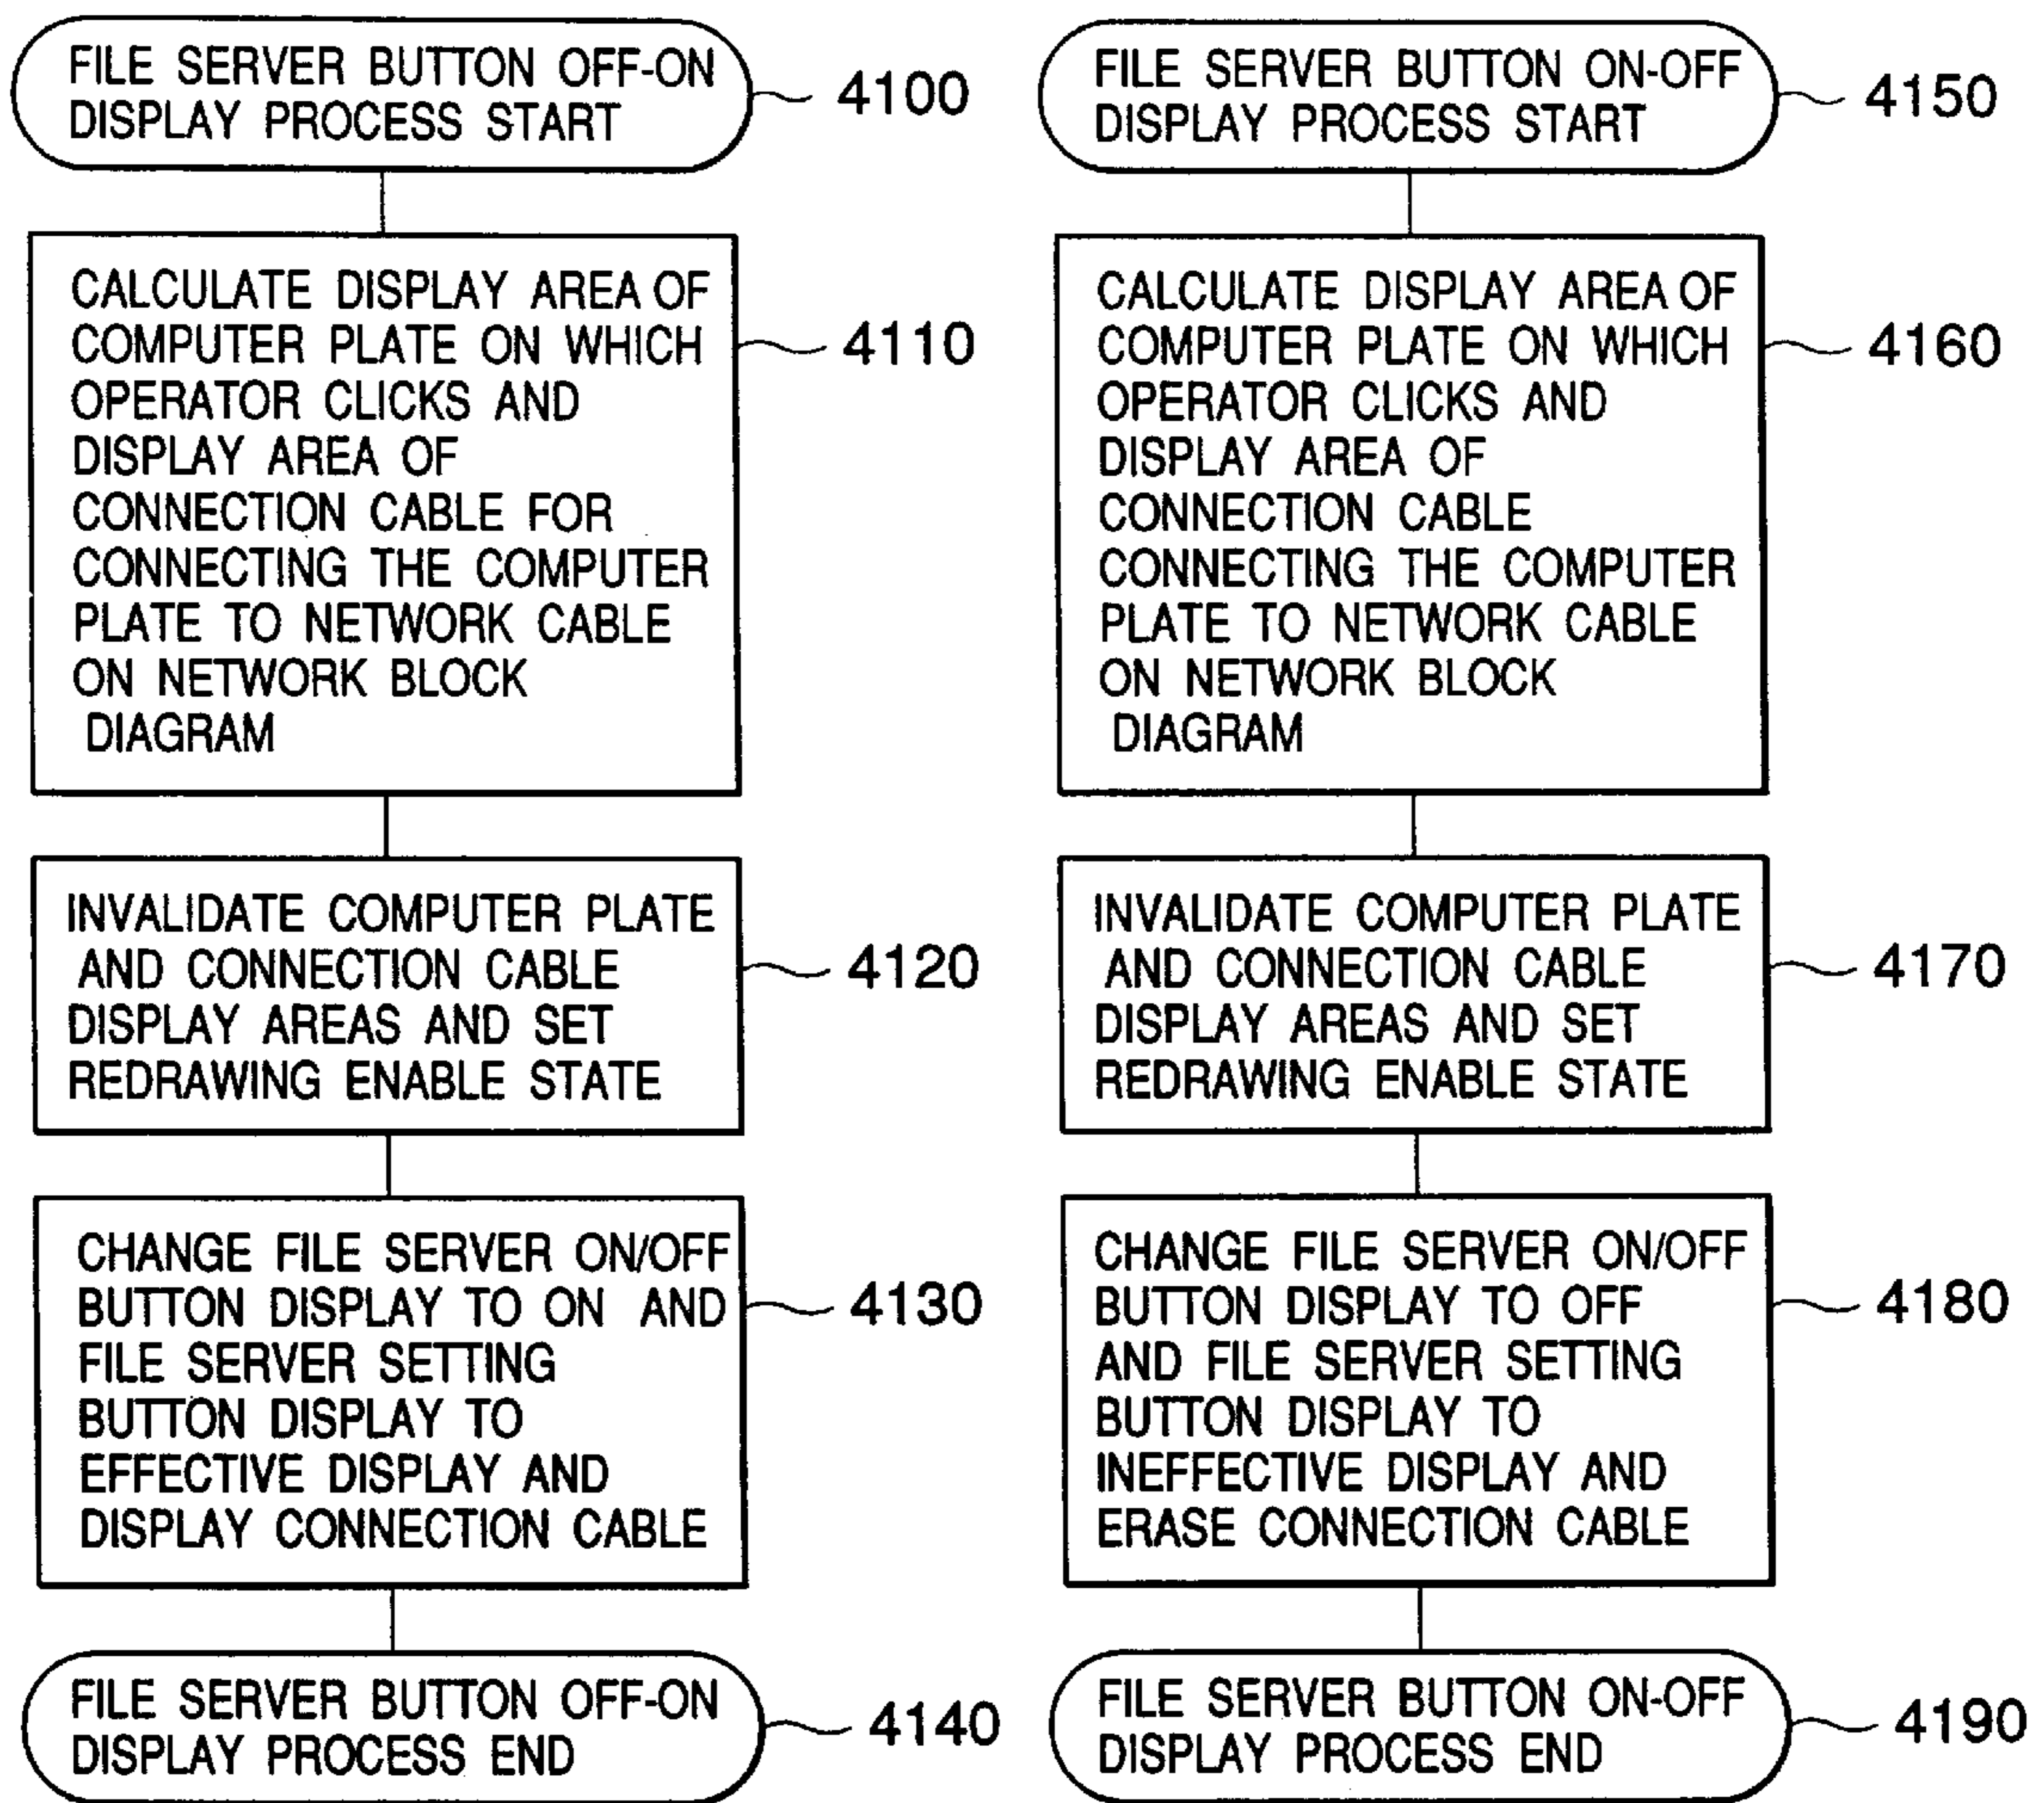 FILE SERVER BUTTON OFF-ON
DISPLAY PROCESS START
4100
CALCULATE DISPLAY AREA OF
COMPUTER PLATE ON WHICH
OPERATOR CLICKS AND
DISPLAY AREA OF
CONNECTION CABLE FOR
CONNECTING THE COMPUTER
PLATE TO NETWORK CABLE
ON NETWORK BLOCK
DIAGRAM
4110
INVALIDATE COMPUTER PLATE
AND CONNECTION CABLE
DISPLAY AREAS AND SET
REDRAWING ENABLE STATE
4120
CHANGE FILE SERVER ON/OFF
BUTTON DISPLAY TO ON AND
FILE SERVER SETTING
BUTTON DISPLAY TO
EFFECTIVE DISPLAY AND
DISPLAY CONNECTION CABLE
4130
FILE SERVER BUTTON OFF-ON
DISPLAY PROCESS END
4140
FILE SERVER BUTTON ON-OFF
DISPLAY PROCESS START
4150
CALCULATE DISPLAY AREA OF
COMPUTER PLATE ON WHICH
OPERATOR CLICKS AND
DISPLAY AREA OF
CONNECTION CABLE
CONNECTING THE COMPUTER
PLATE TO NETWORK CABLE
ON NETWORK BLOCK
DIAGRAM
4160
INVALIDATE COMPUTER PLATE
AND CONNECTION CABLE
DISPLAY AREAS AND SET
REDRAWING ENABLE STATE
4170
CHANGE FILE SERVER ON/OFF
BUTTON DISPLAY TO OFF
AND FILE SERVER SETTING
BUTTON DISPLAY TO
INEFFECTIVE DISPLAY AND
ERASE CONNECTION CABLE
4180
FILE SERVER BUTTON ON-OFF
DISPLAY PROCESS END
4190